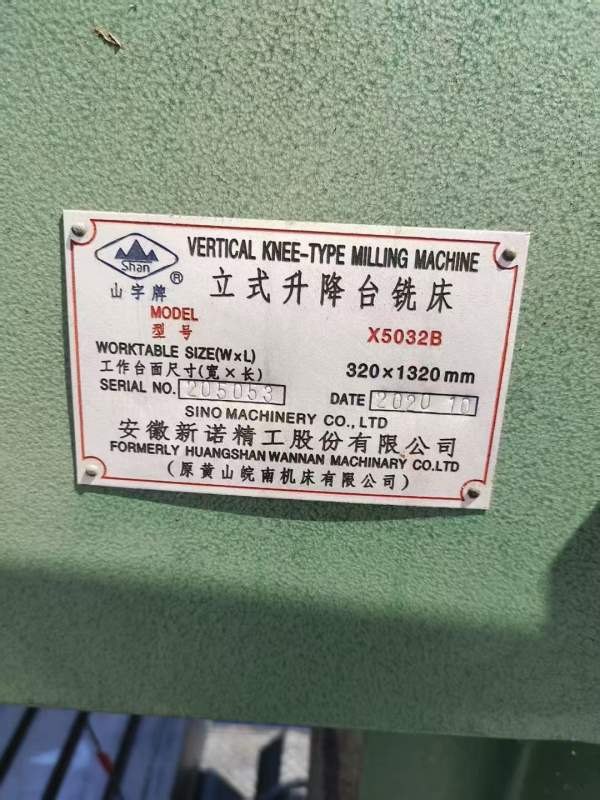 VERTICAL KNEE-TYPE MILLING MACHINE
Shan ®
立式升降台铣床
山字牌
MODEL
型号 X5032B
WORKTABLE SIZE(W×L)
工作台面尺寸(宽×长) 320×1320mm
SERIAL NO. 205053 DATE 2020 10
SINO MACHINERY CO., LTD
安徽新诺精工股份有限公司
FORMERLY HUANGSHAN WANNAN MACHINARY CO.LTD
(原黄山皖南机床有限公司)